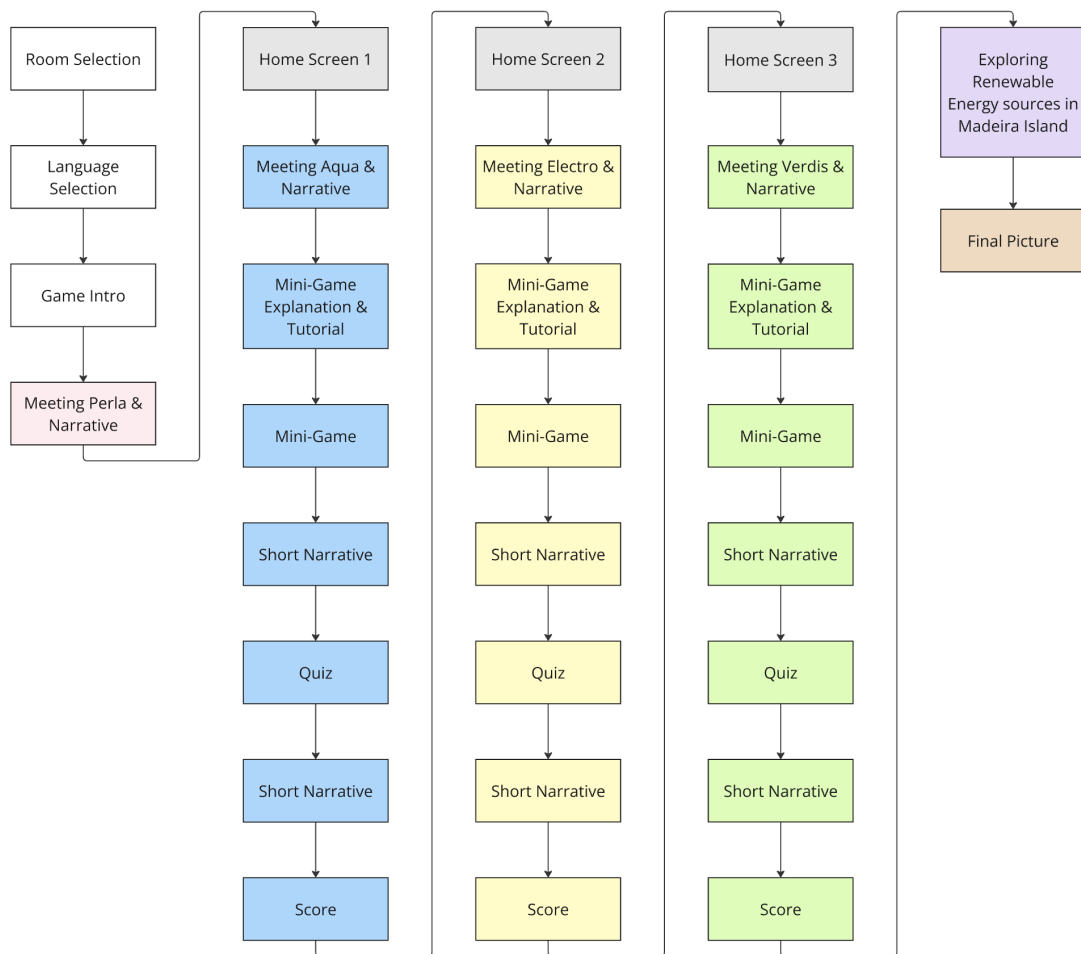 Room Selection
Language
Selection
Game Intro
Meeting Perla &
Narrative
Home Screen 1
Meeting Aqua &
Narrative
Mini-Game
Explanation &
Tutorial
Mini-Game
Short Narrative
Quiz
Short Narrative
Score
Home Screen 2
Meeting Electro &
Narrative
Mini-Game
Explanation &
Tutorial
Mini-Game
Short Narrative
Quiz
Short Narrative
Score
Home Screen 3
Meeting Verdis &
Narrative
Mini-Game
Explanation &
Tutorial
Mini-Game
Short Narrative
Quiz
Short Narrative
Score
Exploring
Renewable
Energy sources in
Madeira Island
Final Picture